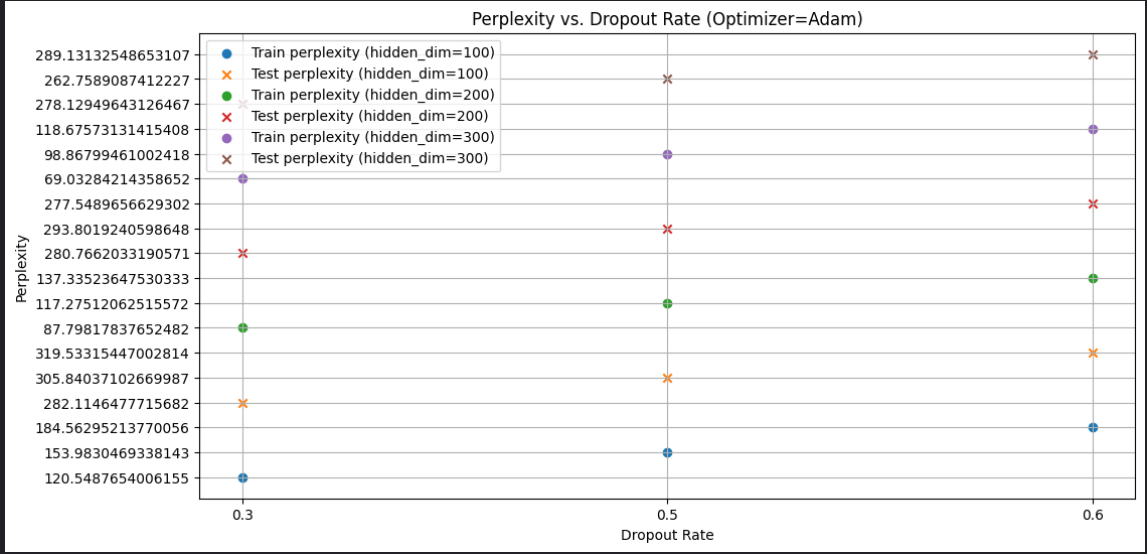 Perplexity vs. Dropout Rate (Optimizer=Adam)
289.13132548653107
262.7589087412227
278.12949643126467
118.67573131415408
98.86799461002418
69.03284214358652
277.5489656629302
293.8019240598648
280.7662033190571
137.33523647530333
117.27512062515572
87.79817837652482
319.53315447002814
305.84037102669987
282.1146477715682
184.56295213770056
153.9830469338143
120.5487654006155
Perplexity
Train perplexity (hidden_dim=100)
Test perplexity (hidden_dim=100)
Train perplexity (hidden_dim=200)
Test perplexity (hidden_dim=200)
Train perplexity (hidden_dim=300)
Test perplexity (hidden_dim=300)
0.3
0.5
0.6
Dropout Rate